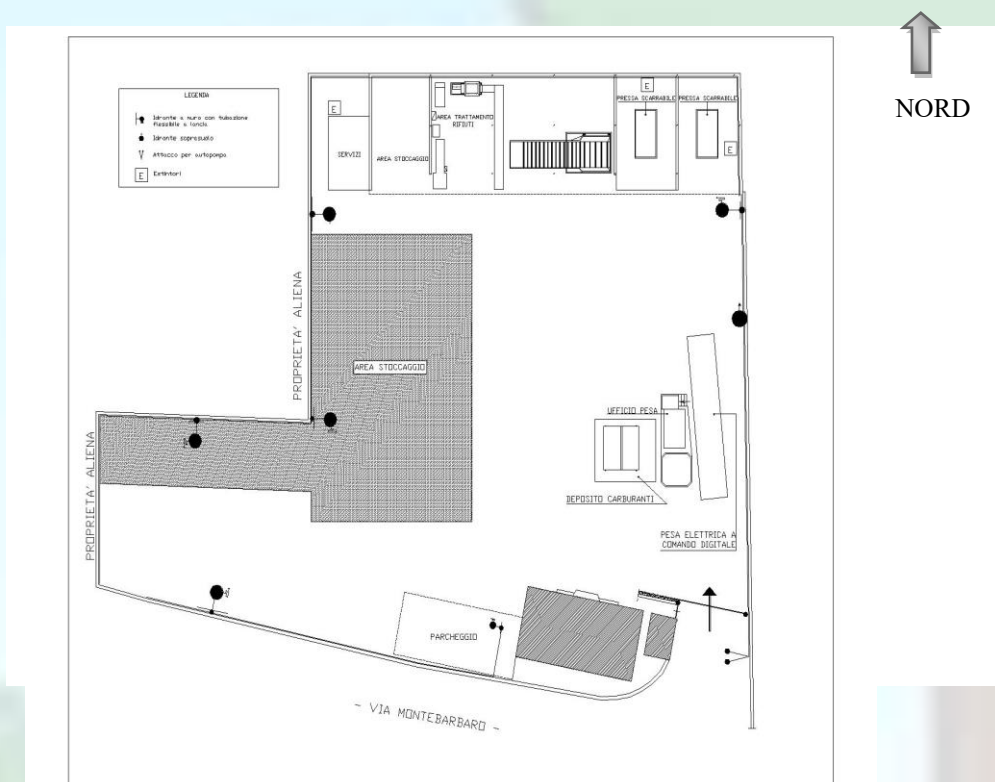 NORD
LEGENDA
Idrante a muro con tubazione
flessibile e lancia
Idrante soprasuolo
Attacco per autopompa
E Estintori
E
SERVIZI
AREA STOCCAGGIO
AREA TRATTAMENTO
RIFIUTI
E
PRESSA SCARRABILE
PRESSA SCARRABILE
E
PROPRIETA' ALIENA
AREA STOCCAGGIO
PROPRIETA' ALIENA
UFFICIO PESA
DEPOSITO CARBURANTI
PESA ELETTRICA A
COMANDO DIGITALE
PARCHEGGIO
- VIA MONTEBARBARO -